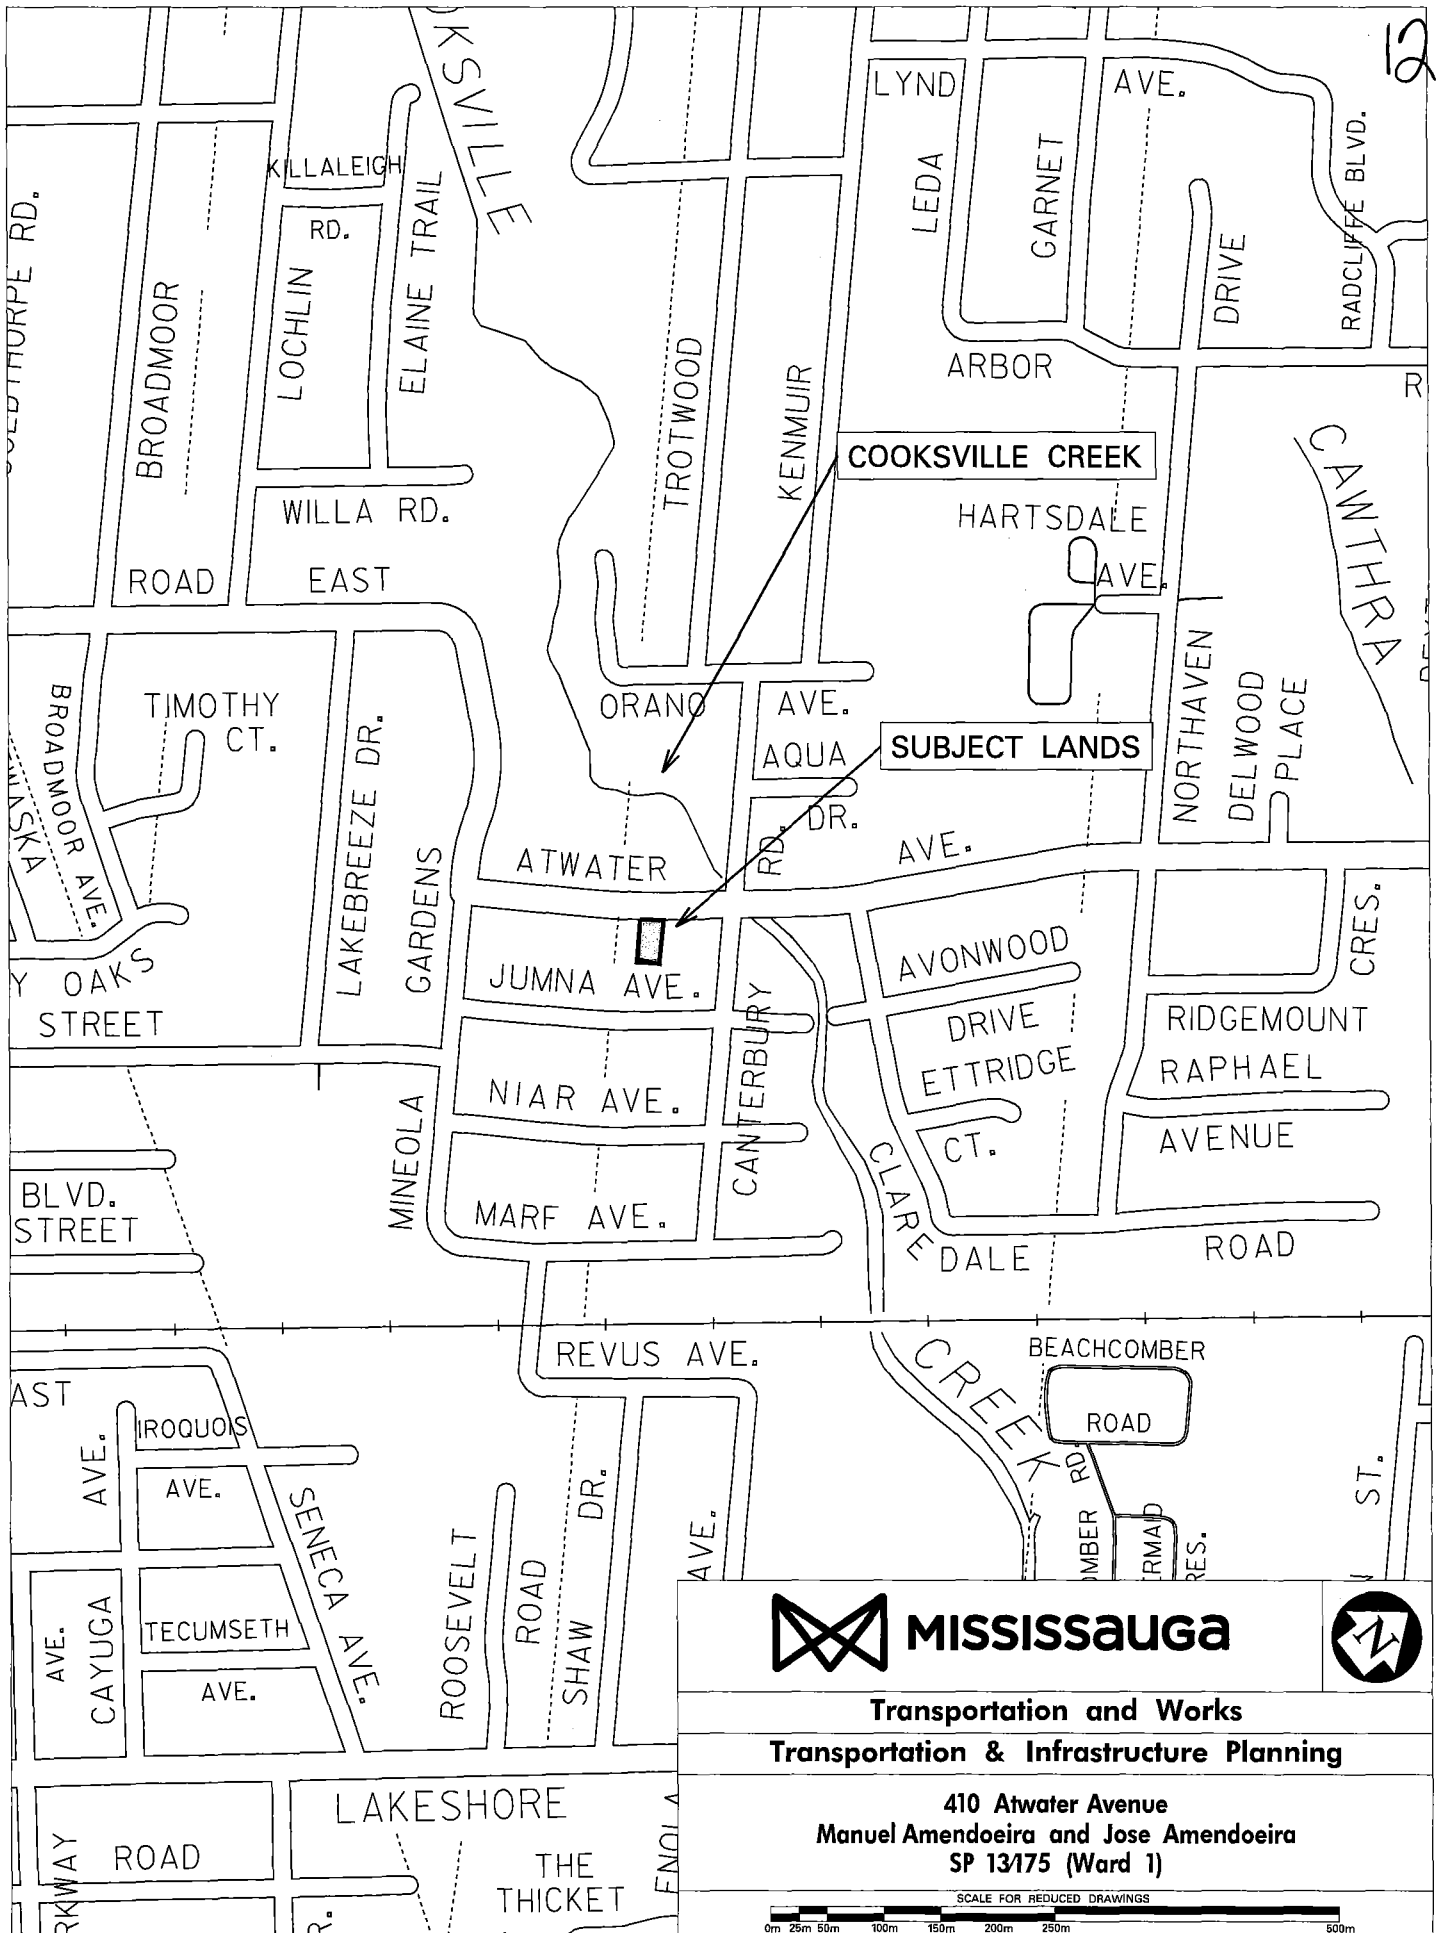 12
OKSVILLE
LYND AVE.
KILLALEIGH
RD.
LEDA
GARNET
RADCLIFFE BLVD.
DRIVE
BROADMOOR
LOCHLIN
ELAINE TRAIL
ARBOR
R
TROTWOOD
KENMUIR
COOKSVILLE CREEK
CAWTHRA
WILLA RD.
HARTSDALE
AVE.
ROAD EAST
BROADMOOR AVE.
TIMOTHY
CT.
LAKEBREEZE DR.
ORANO AVE.
AQUA
DR.
SUBJECT LANDS
NORTHAVEN
DELWOOD
PLACE
ATWATER AVE.
RD.
GARDENS
MINEOLA
Y OAKS
STREET
JUMNA AVE.
CANTERBURY
AVONWOOD
DRIVE
CRES.
RIDGEMOUNT
ETTRIDGE
CT.
RAPHAEL
AVENUE
NIAR AVE.
CLARE
DALE ROAD
BLVD.
STREET
MARF AVE.
REVUS AVE.
CREEK
BEACHCOMBER
ROAD
RD.
AST
IROQUOIS
AVE.
AVE.
SENECA AVE.
ST.
SHAW DR.
ROOSEVELT
ROAD
AVE.
OMBER
ERMAID
RES.
AVE.
CAYUGA
TECUMSETH
AVE.
LAKESHORE
ROAD
RKWAY
R.
THE
THICKET
MISSISSAUGA
N
Transportation and Works
Transportation & Infrastructure Planning
410 Atwater Avenue
Manuel Amendoeira and Jose Amendoeira
SP 13/175 (Ward 1)
SCALE FOR REDUCED DRAWINGS
0m 25m 50m 100m 150m 200m 250m 500m